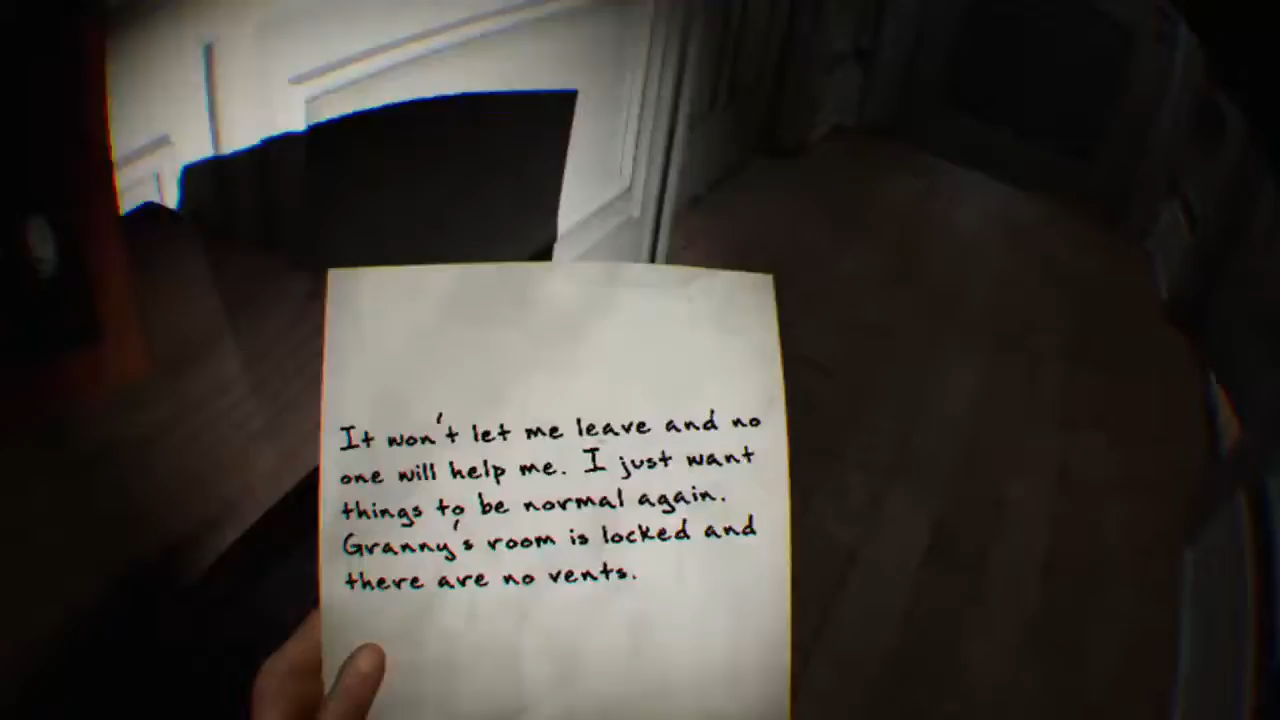 It won't let me leave and no
one will help me. I just want
things to be normal again.
Granny's room is locked and
there are no vents.